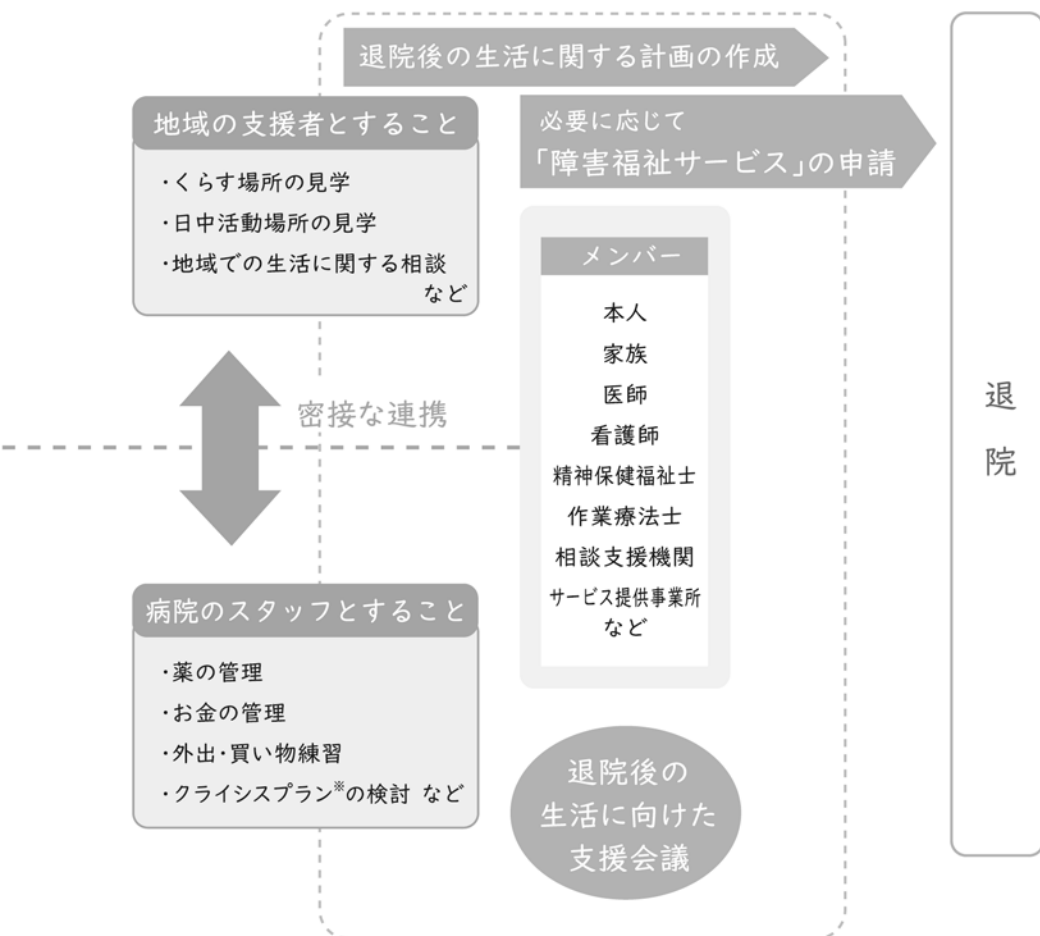 退院後の生活に関する計画の作成
必要に応じて
「障害福祉サービス」の申請
地域の支援者とすること
・くらす場所の見学
・日中活動場所の見学
・地域での生活に関する相談
など
密接な連携
病院のスタッフとすること
・薬の管理
・お金の管理
・外出・買い物練習
・クライシスプラン※の検討 など
メンバー
本人
家族
医師
看護師
精神保健福祉士
作業療法士
相談支援機関
サービス提供事業所
など
退院後の
生活に向けた
支援会議
退院